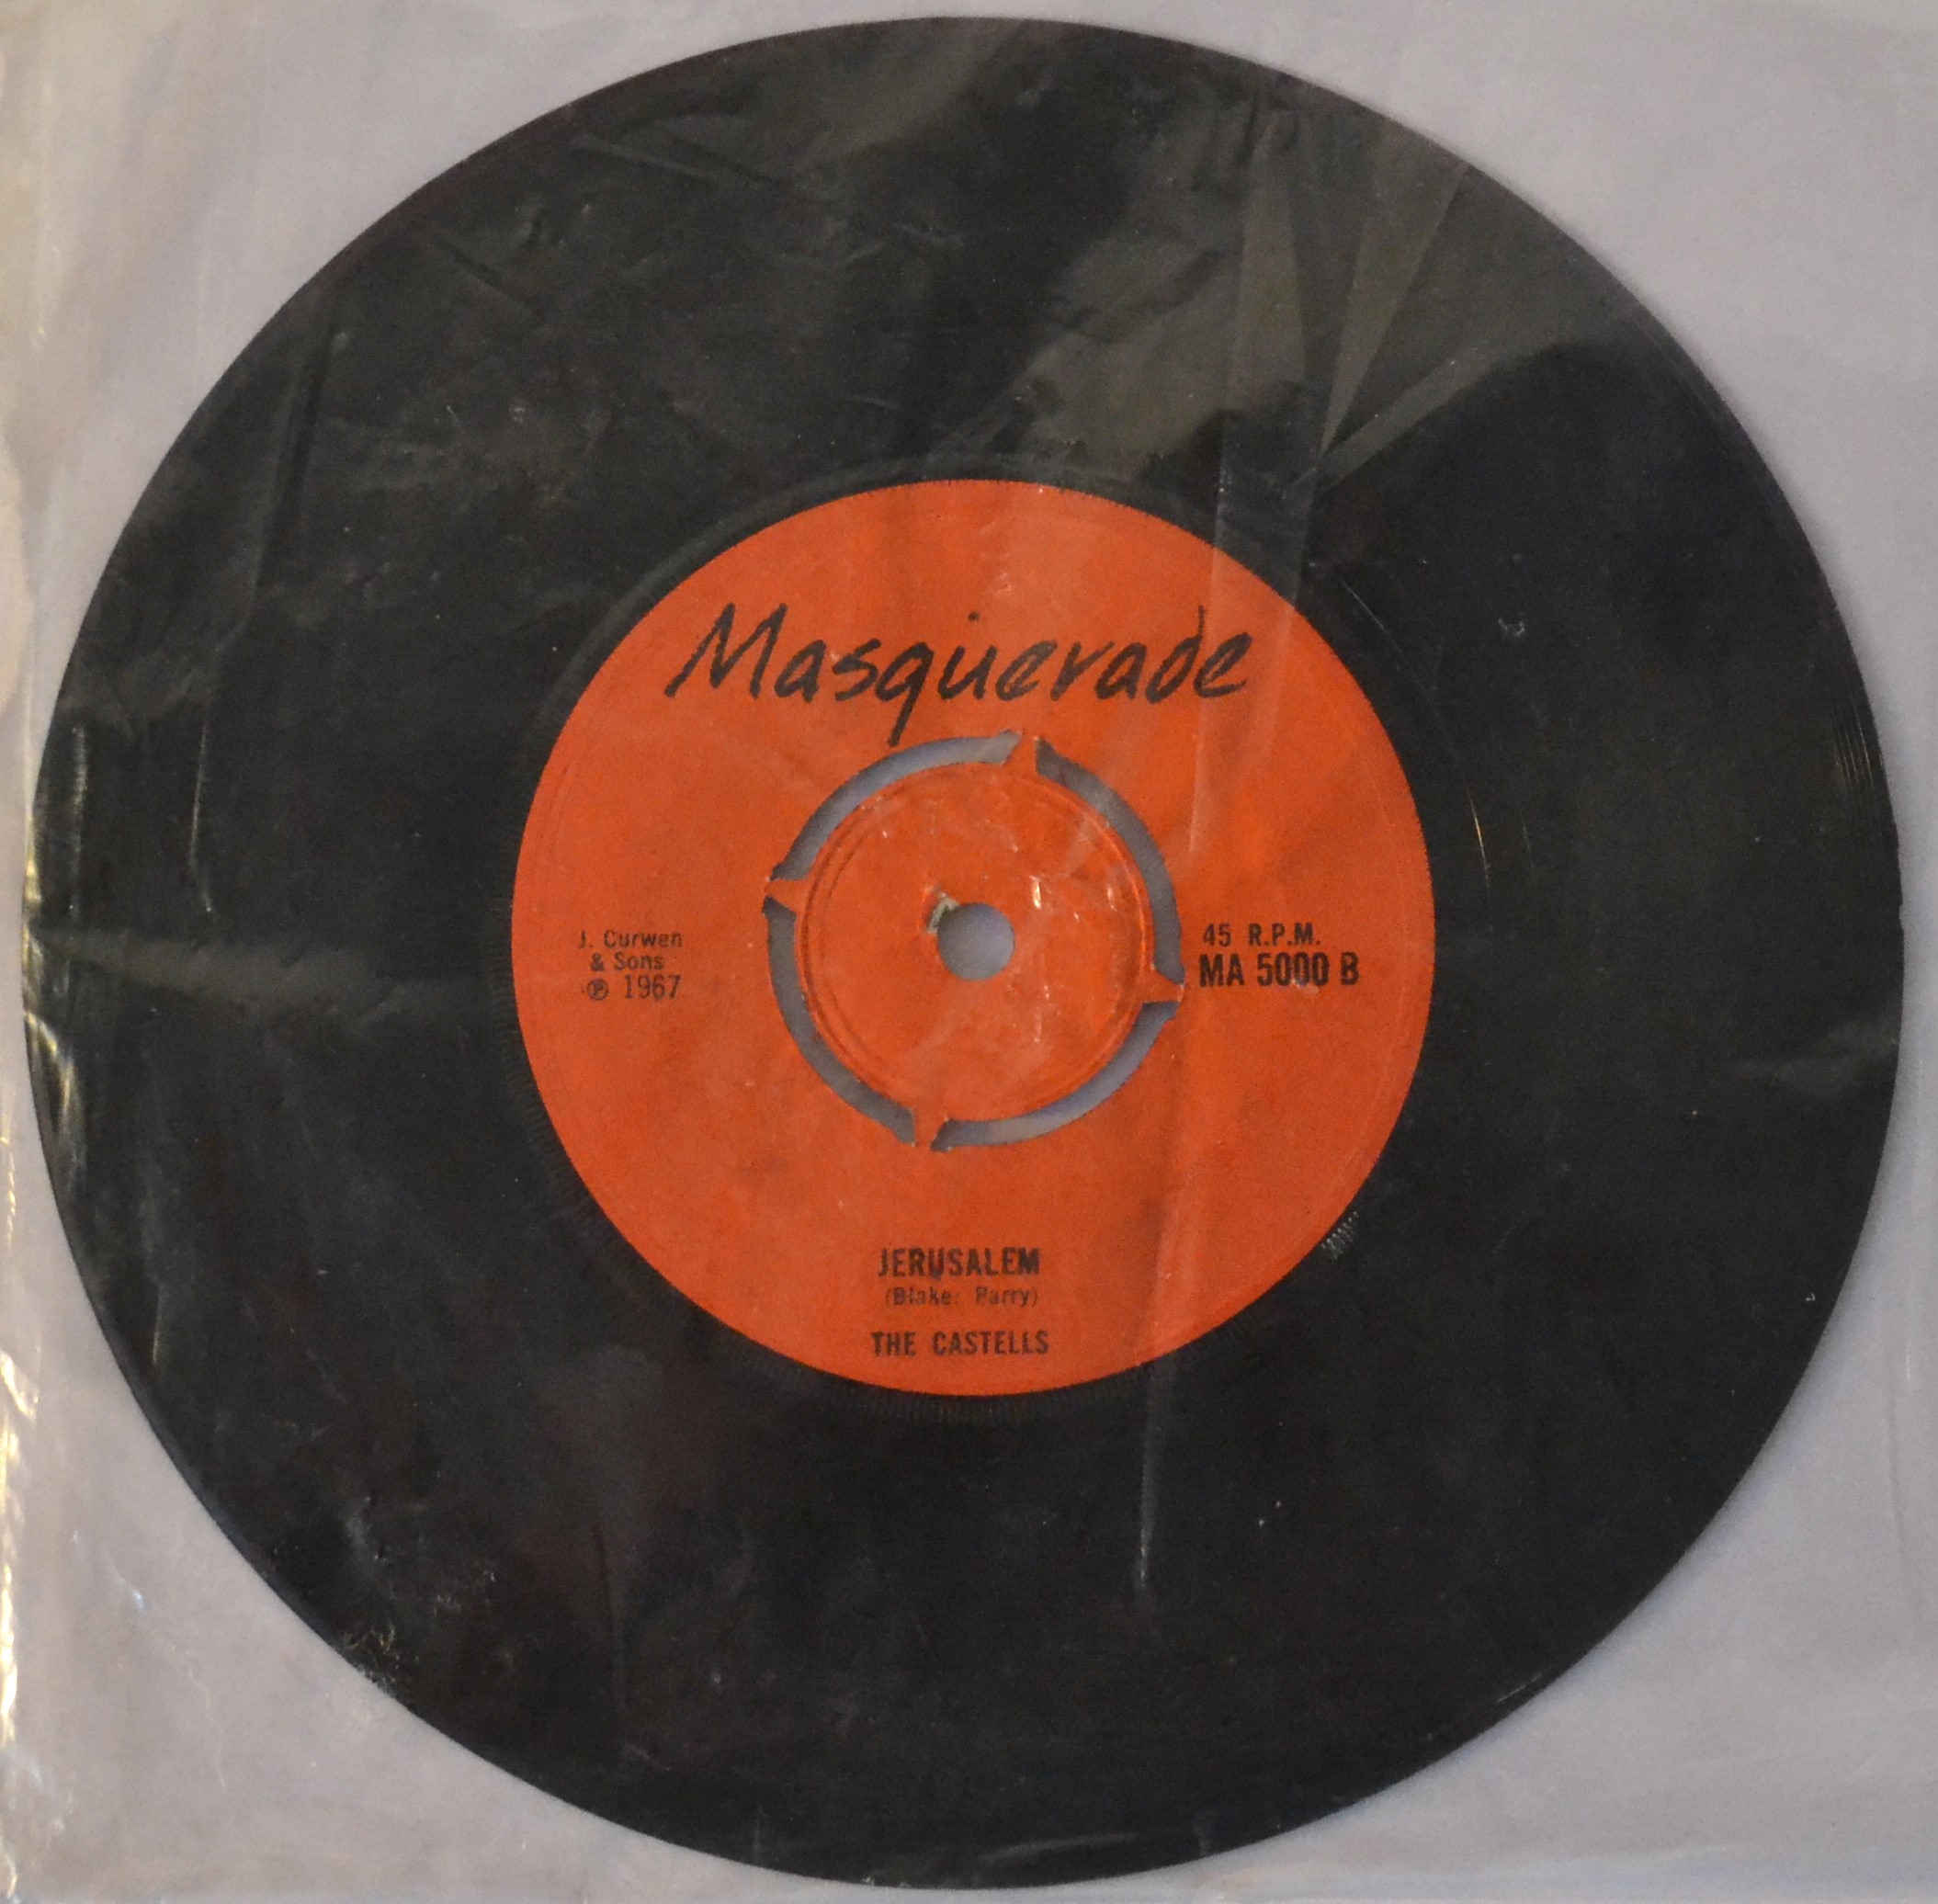 Masquerade
J. Curwen
& Sons
℗ 1967
45 R.P.M.
MA 5000 B
JERUSALEM
(Blake: Parry)
THE CASTELLS